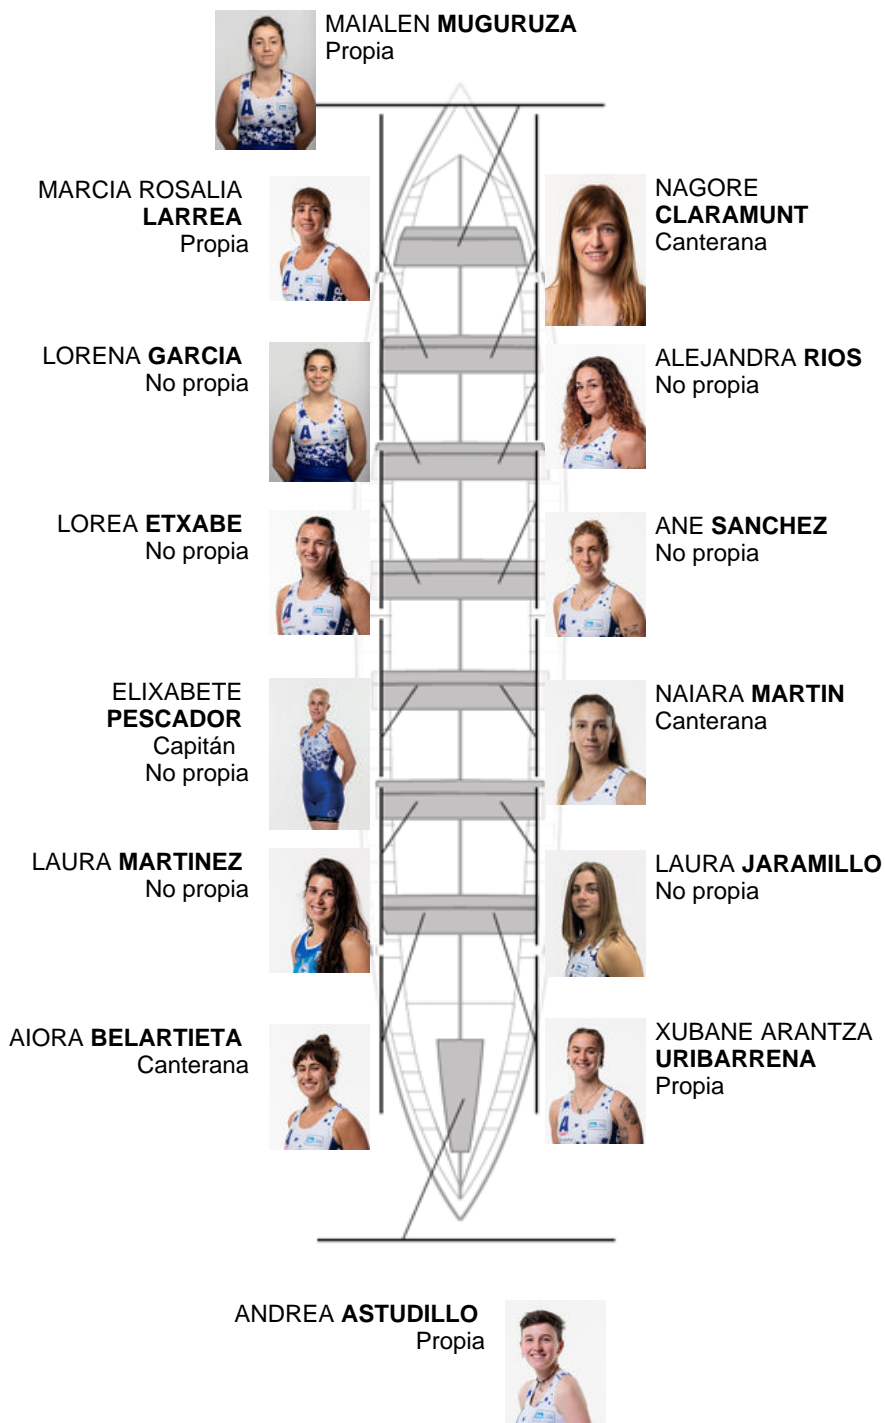 MAIALEN MUGURUZA
Propia
MARCIA ROSALIA
LARREA
Propia
NAGORE
CLARAMUNT
Canterana
LORENA GARCIA
No propia
ALEJANDRA RIOS
No propia
LOREA ETXABE
No propia
ANE SANCHEZ
No propia
ELIXABETE
PESCADOR
Capitán
No propia
NAIARA MARTIN
Canterana
LAURA MARTINEZ
No propia
LAURA JARAMILLO
No propia
AIORA BELARTIETA
Canterana
XUBANE ARANTZA
URIBARRENA
Propia
ANDREA ASTUDILLO
Propia